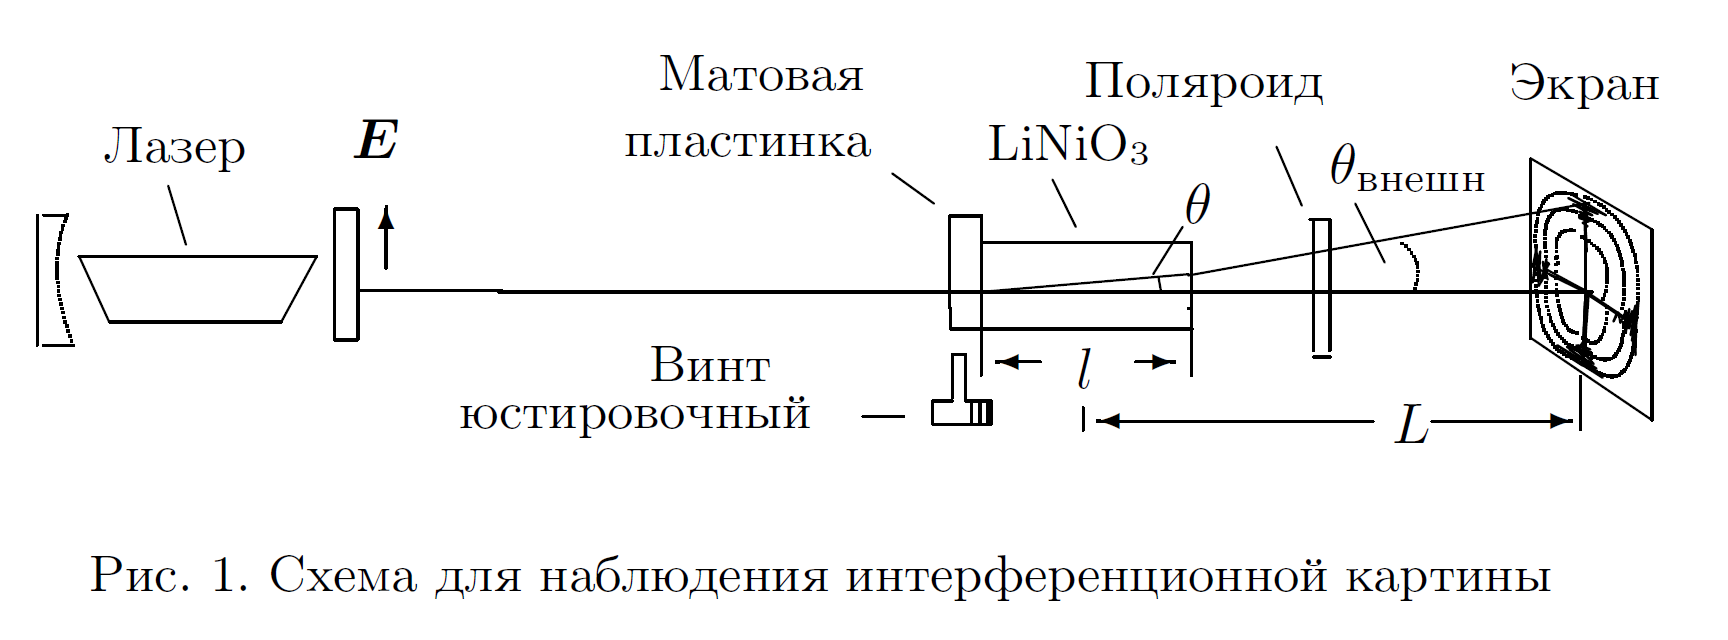 Лазер
E
Матовая
пластинка
LiNiO₃
Поляроид
Экран
θ
θвнешн
Винт
юстировочный
l
L
Рис. 1. Схема для наблюдения интерференционной картины